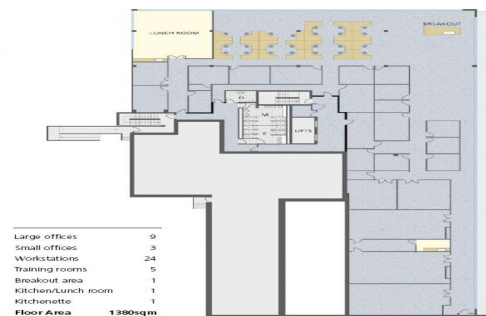 LUNCH ROOM
BREAKOUT
D
M
F
LIFTS
Large offices 9
Small offices 3
Workstations 24
Training rooms 5
Breakout area 1
Kitchen/Lunch room 1
Kitchenette 1
Floor Area 1380sqm